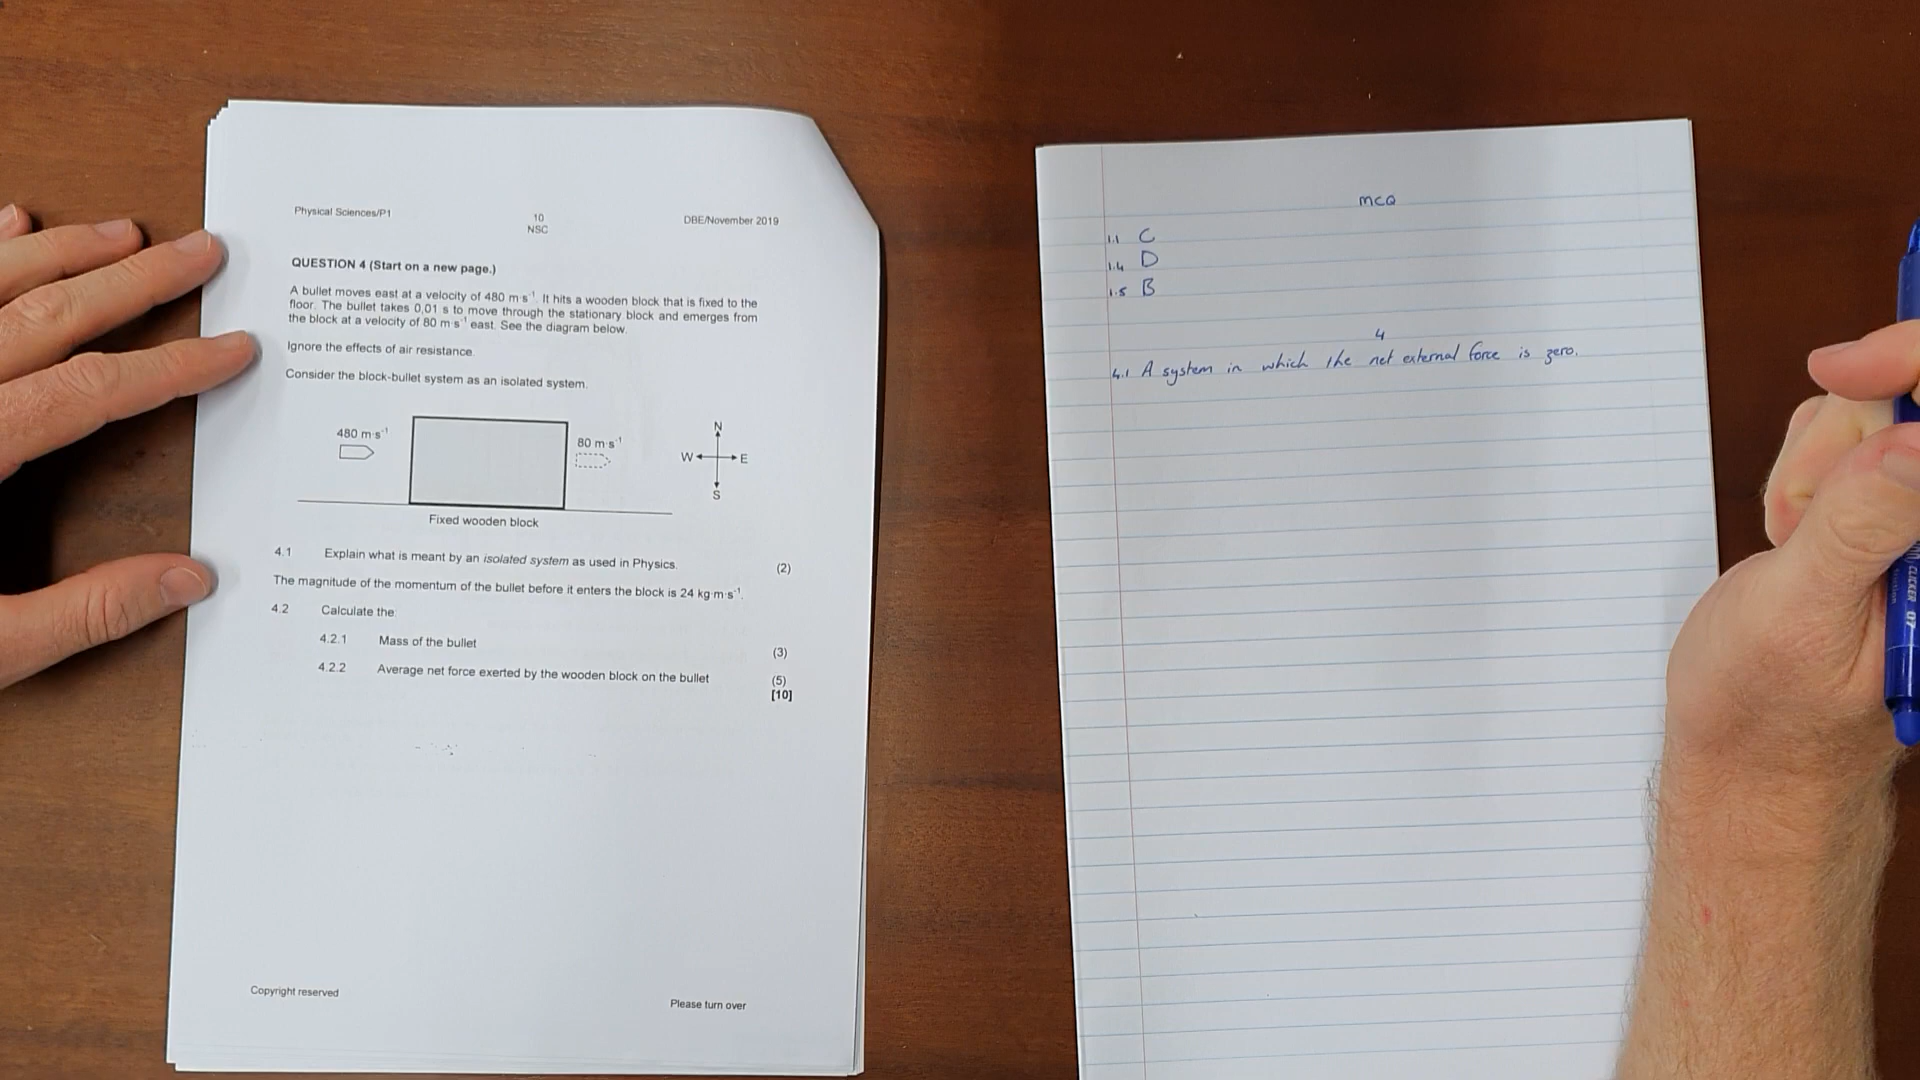 Physical Sciences/P1
10
NSC
DBE/November 2019
QUESTION 4 (Start on a new page.)
A bullet moves east at a velocity of 480 m·s⁻¹. It hits a wooden block that is fixed to the
floor. The bullet takes 0,01 s to move through the stationary block and emerges from
the block at a velocity of 80 m·s⁻¹ east. See the diagram below.
Ignore the effects of air resistance.
Consider the block-bullet system as an isolated system.
480 m·s⁻¹
80 m·s⁻¹
N
W
E
S
Fixed wooden block
4.1 Explain what is meant by an isolated system as used in Physics. (2)
The magnitude of the momentum of the bullet before it enters the block is 24 kg·m·s⁻¹.
4.2 Calculate the:
4.2.1 Mass of the bullet (3)
4.2.2 Average net force exerted by the wooden block on the bullet (5)
[10]
Copyright reserved
Please turn over
MCQ
1.1 C
1.4 D
1.5 B
4
4.1 A system in which the net external force is zero.
CLICKER 07